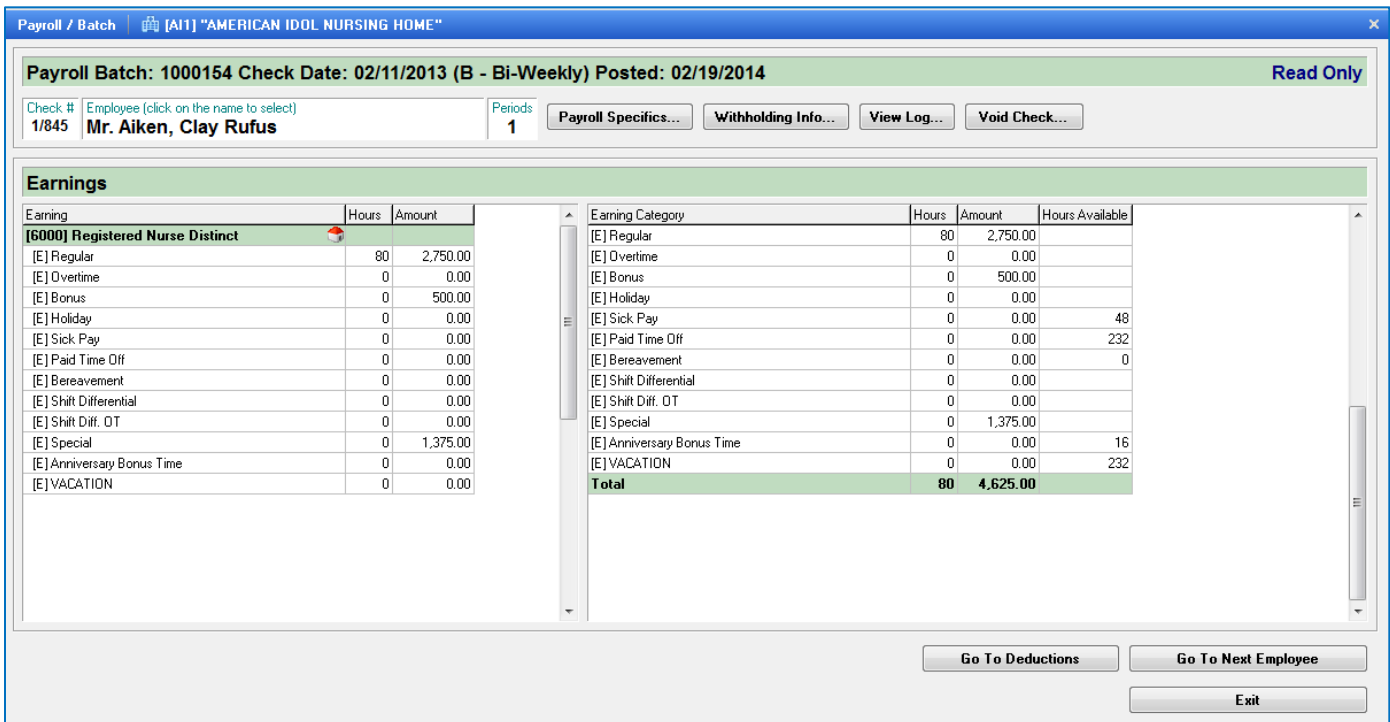 Payroll / Batch [AI1] "AMERICAN IDOL NURSING HOME"
Payroll Batch: 1000154 Check Date: 02/11/2013 (B - Bi-Weekly) Posted: 02/19/2014 Read Only
Check # Employee (click on the name to select) Periods
1/845 Mr. Aiken, Clay Rufus 1 Payroll Specifics... Withholding Info... View Log... Void Check...
Earnings
Earning Hours Amount
[6000] Registered Nurse Distinct
[E] Regular 80 2,750.00
[E] Overtime 0 0.00
[E] Bonus 0 500.00
[E] Holiday 0 0.00
[E] Sick Pay 0 0.00
[E] Paid Time Off 0 0.00
[E] Bereavement 0 0.00
[E] Shift Differential 0 0.00
[E] Shift Diff. OT 0 0.00
[E] Special 0 1,375.00
[E] Anniversary Bonus Time 0 0.00
[E] VACATION 0 0.00
Earning Category Hours Amount Hours Available
[E] Regular 80 2,750.00
[E] Overtime 0 0.00
[E] Bonus 0 500.00
[E] Holiday 0 0.00
[E] Sick Pay 0 0.00 48
[E] Paid Time Off 0 0.00 232
[E] Bereavement 0 0.00 0
[E] Shift Differential 0 0.00
[E] Shift Diff. OT 0 0.00
[E] Special 0 1,375.00
[E] Anniversary Bonus Time 0 0.00 16
[E] VACATION 0 0.00 232
Total 80 4,625.00
Go To Deductions Go To Next Employee
Exit